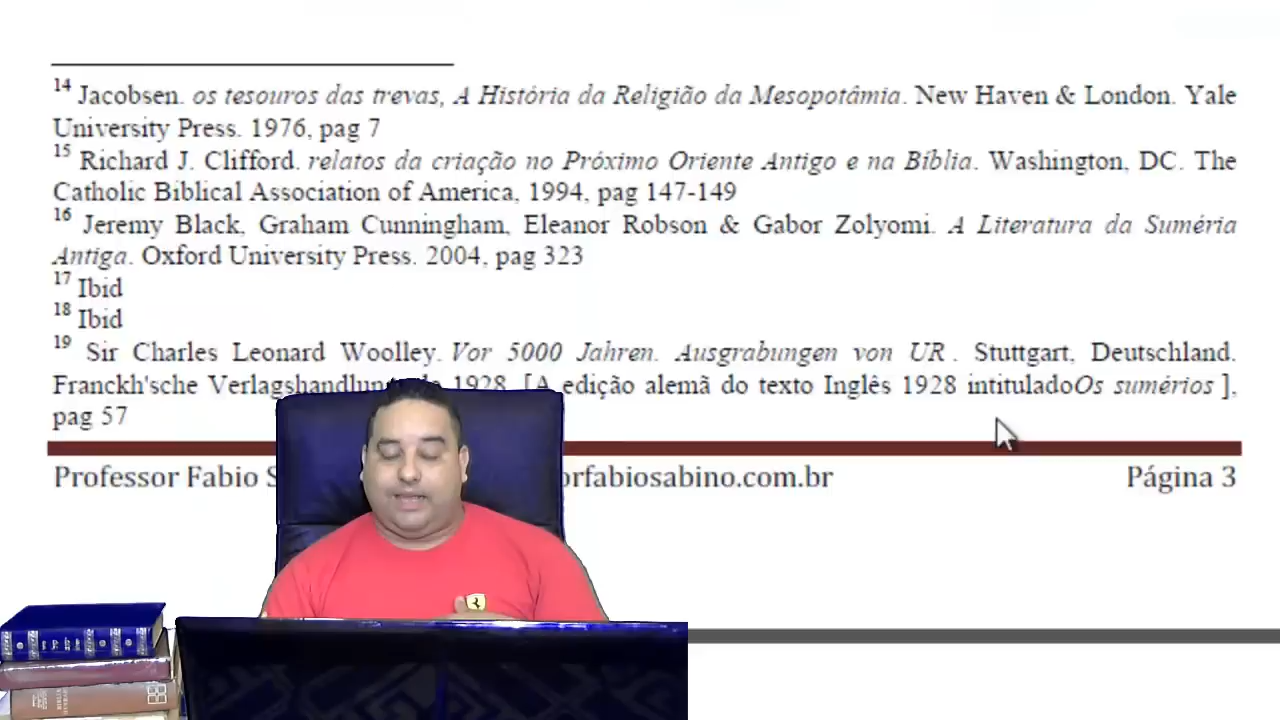 14 Jacobsen. os tesouros das trevas, A História da Religião da Mesopotâmia. New Haven & London. Yale
University Press. 1976, pag 7
15 Richard J. Clifford. relatos da criação no Próximo Oriente Antigo e na Bíblia. Washington, DC. The
Catholic Biblical Association of America, 1994, pag 147-149
16 Jeremy Black, Graham Cunningham, Eleanor Robson & Gabor Zolyomi. A Literatura da Suméria
Antiga. Oxford University Press. 2004, pag 323
17 Ibid
18 Ibid
19 Sir Charles Leonard Woolley. Vor 5000 Jahren. Ausgrabungen von UR . Stuttgart, Deutschland.
Franckh'sche 1928. [A edição alemã do texto Inglês 1928 intituladoOs sumérios ],
pag 57
Professor Fabio S orfabiosabino.com.br Página 3